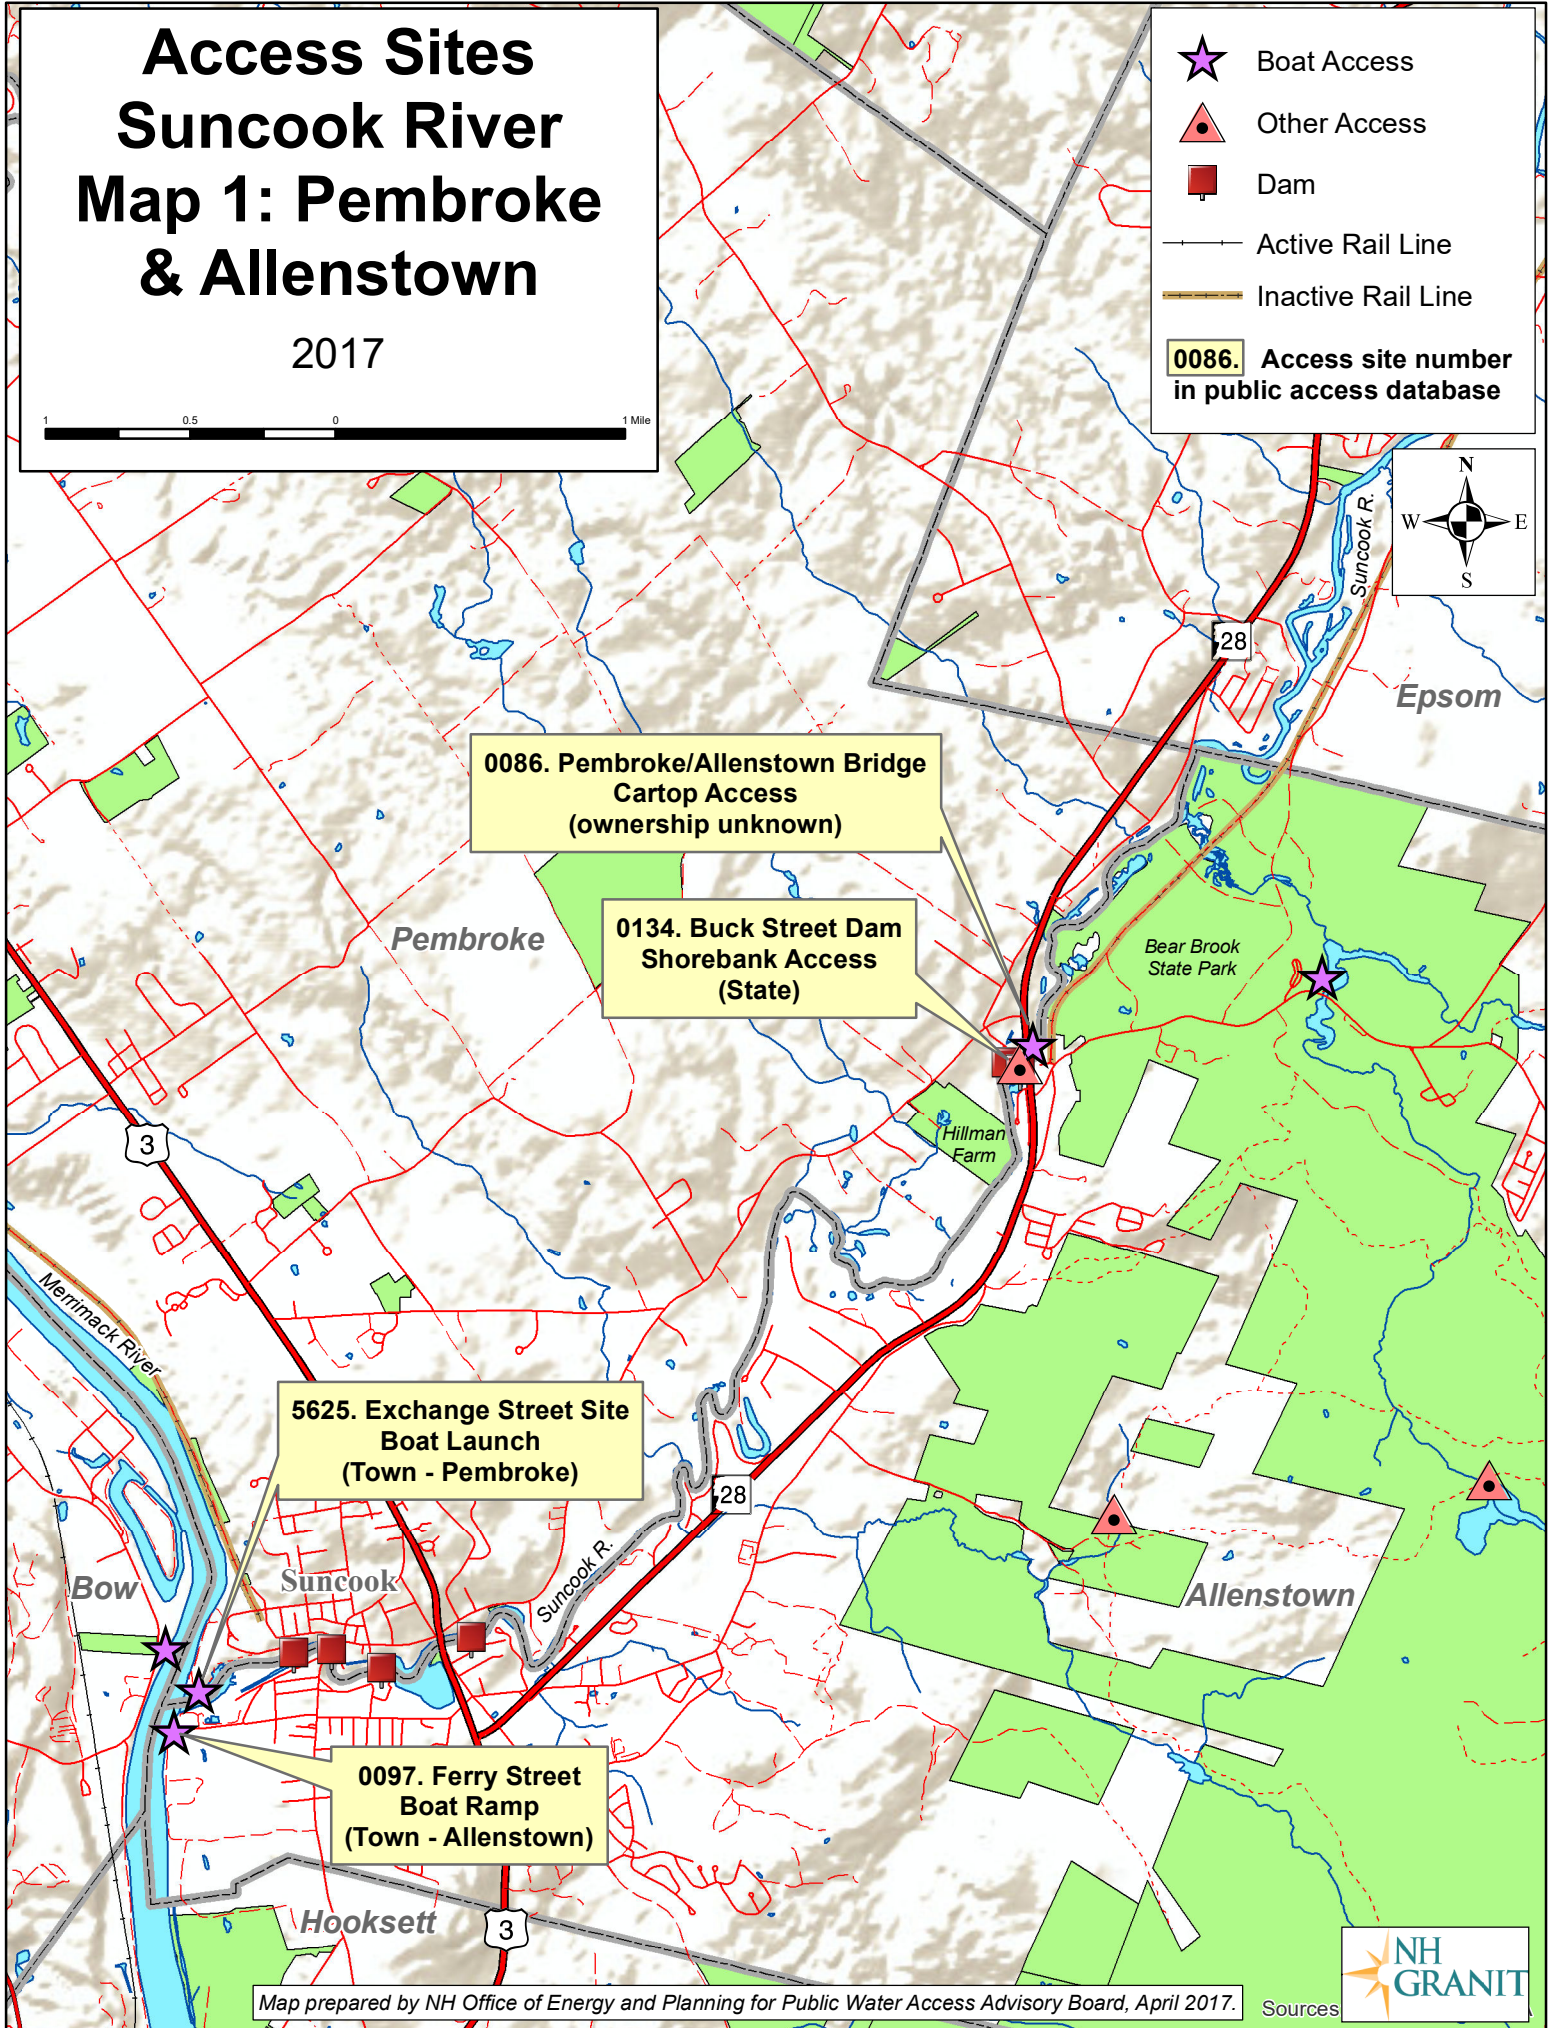 Access Sites
Suncook River
Map 1: Pembroke
& Allenstown
2017
1 0.5 0 1 Mile
Boat Access
Other Access
Dam
Active Rail Line
Inactive Rail Line
0086. Access site number
in public access database
N
W E
S
Suncook R.
28
Epsom
0086. Pembroke/Allenstown Bridge
Cartop Access
(ownership unknown)
Pembroke
0134. Buck Street Dam
Shorebank Access
(State)
Bear Brook
State Park
3
Hillman
Farm
Merrimack River
5625. Exchange Street Site
Boat Launch
(Town - Pembroke)
28
Suncook R.
Bow
Suncook
Allenstown
0097. Ferry Street
Boat Ramp
(Town - Allenstown)
Hooksett
3
NH
GRANIT
Map prepared by NH Office of Energy and Planning for Public Water Access Advisory Board, April 2017.
Sources